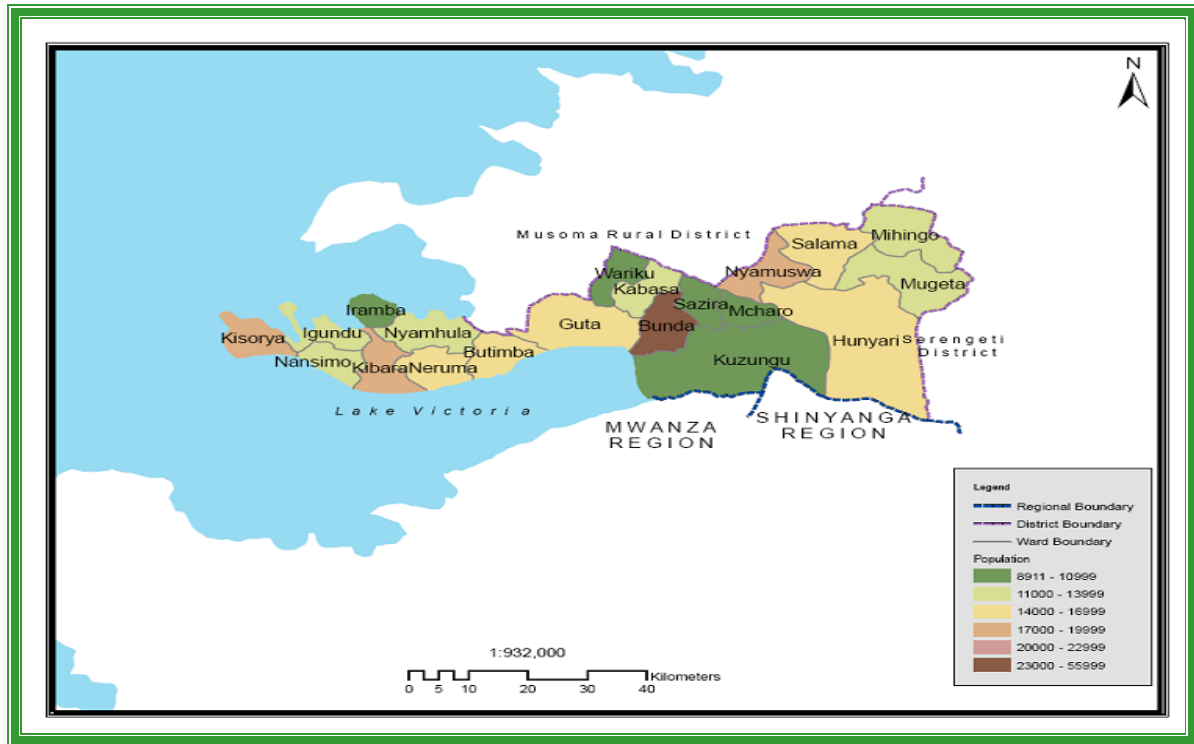 N
Musoma Rural District
Mihingo
Salama
Nyamuswa
Wariku
Kabasa
Mugeta
Sazira
Mcharo
Iramba
Bunda
Guta
Igundu
Nyamhula
Kisorya
Hunyari
Serengeti
District
Butimba
Nansimo
Kibara
Neruma
Kuzungu
Lake Victoria
MWANZA
REGION
SHINYANGA
REGION
Legend
Regional Boundary
District Boundary
Ward Boundary
Population
8911 - 10999
11000 - 13999
14000 - 16999
17000 - 19999
20000 - 22999
23000 - 55999
1:932,000
Kilometers
0 5 10 20 30 40